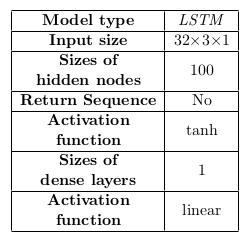 Model type LSTM
Input size 32×3×1
Sizes of
hidden nodes 100
Return Sequence No
Activation
function tanh
Sizes of
dense layers 1
Activation
function linear